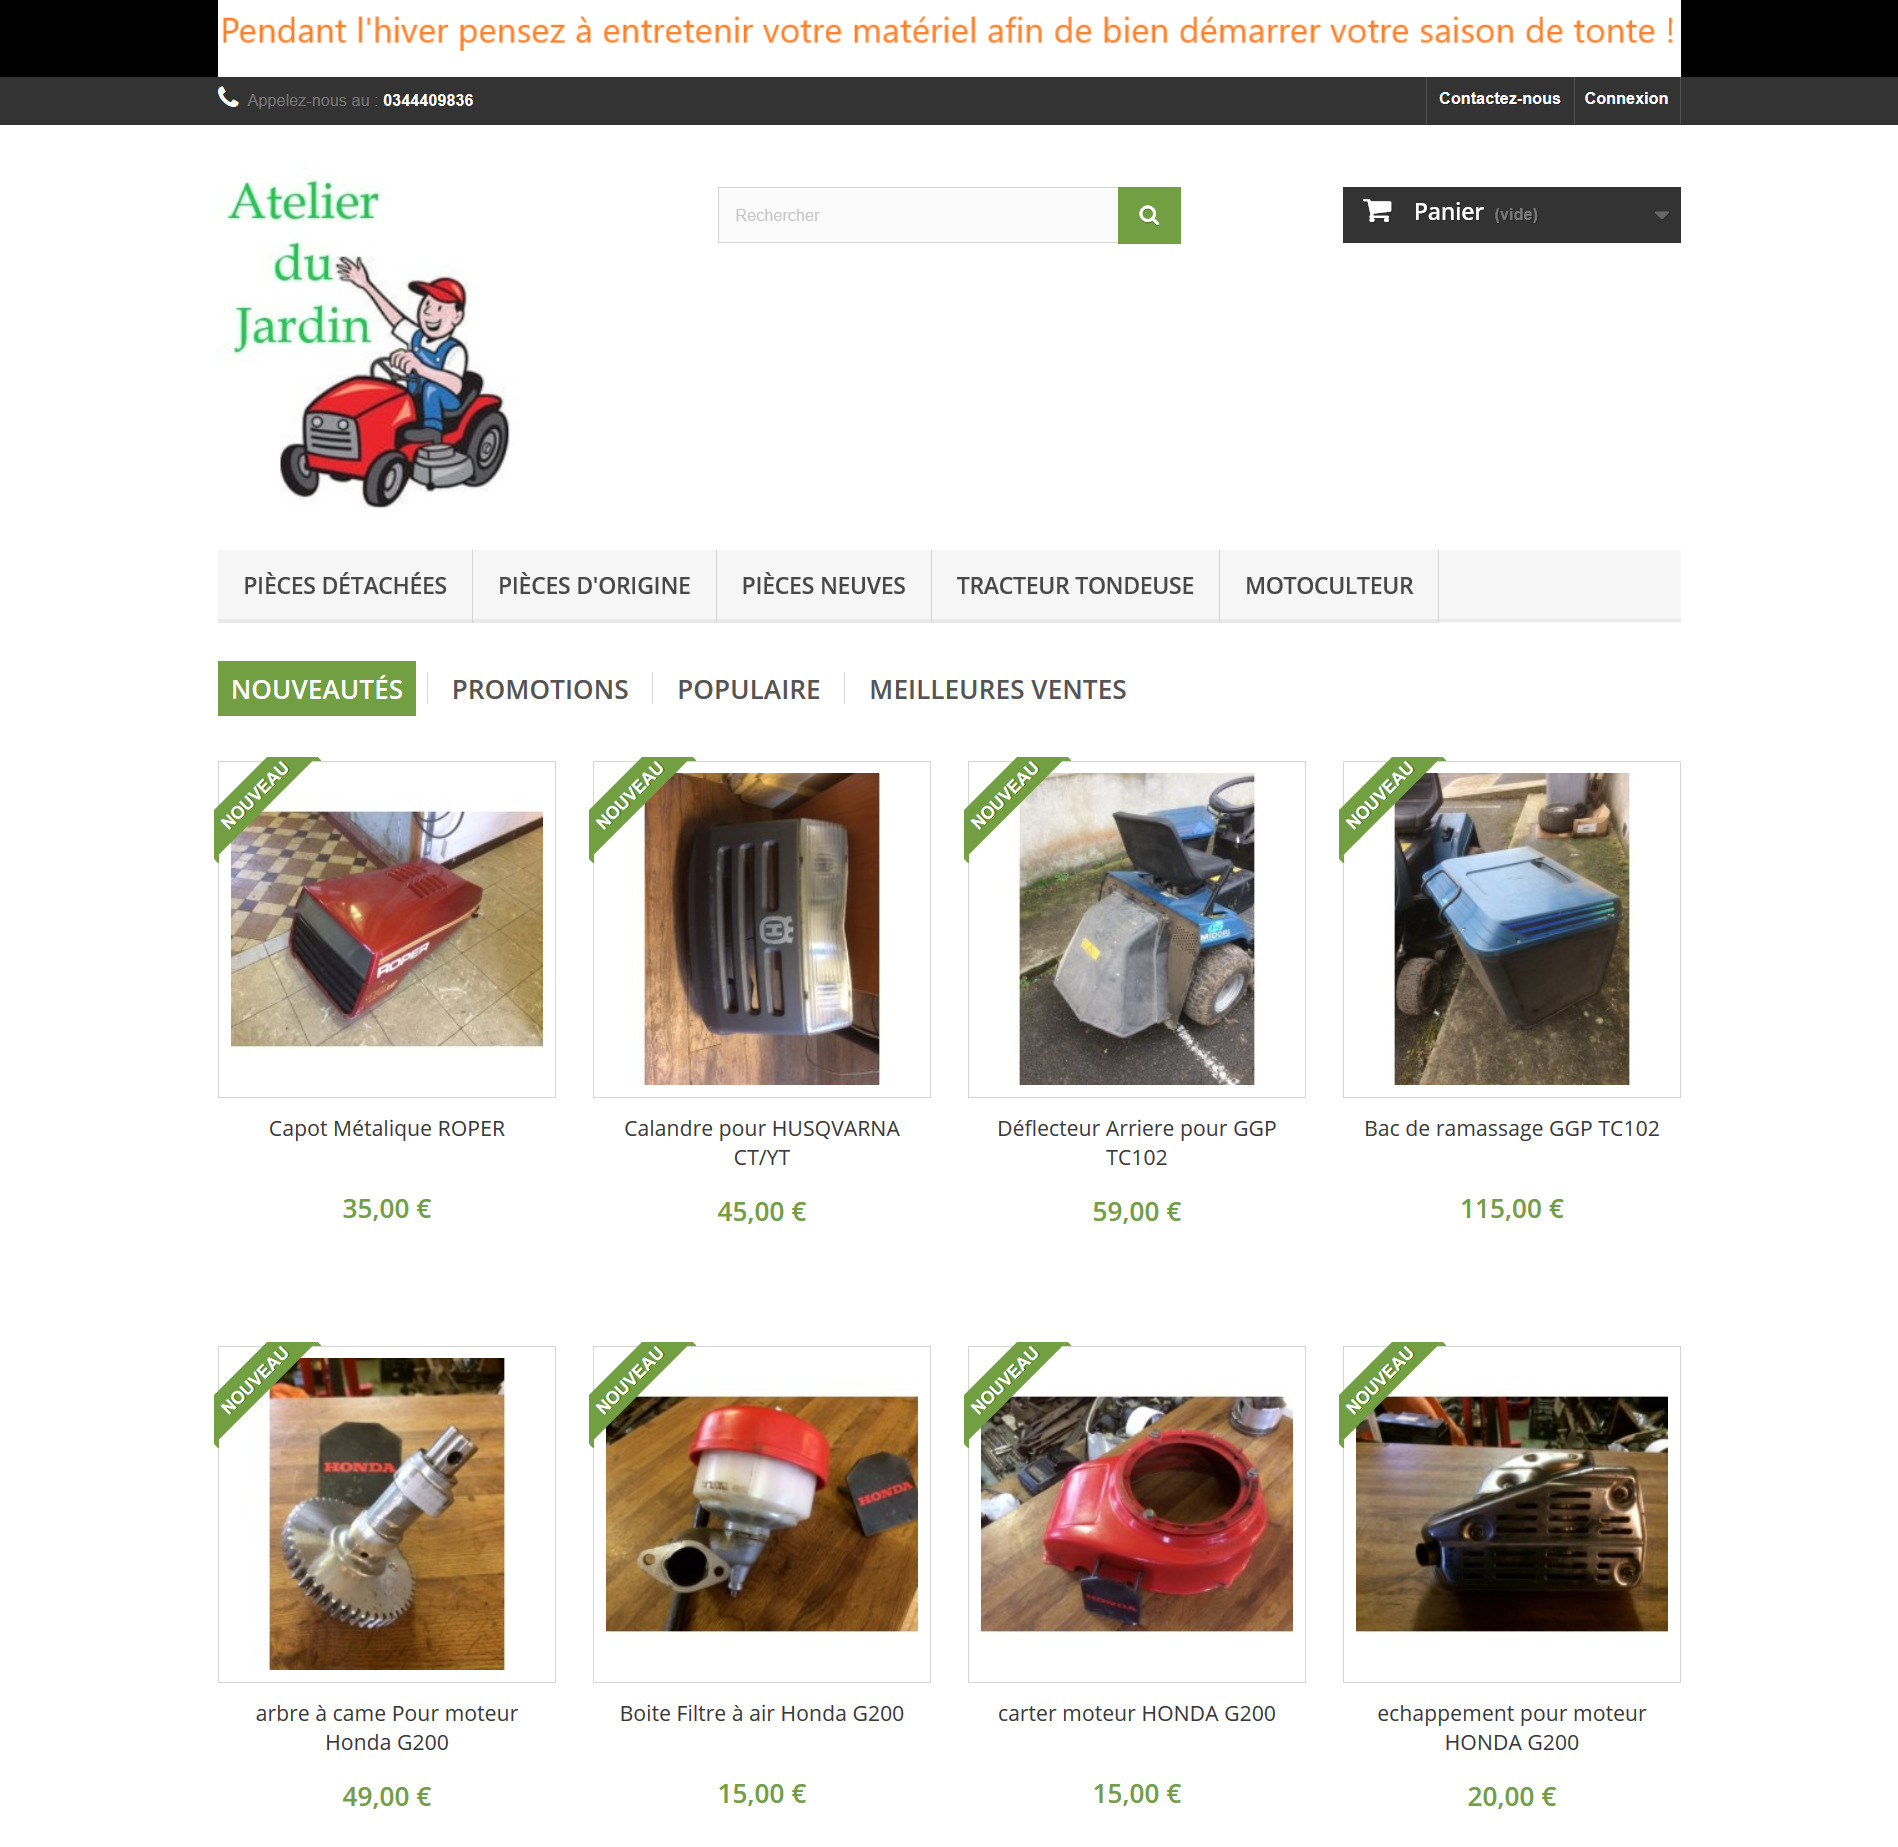 Pendant l'hiver pensez à entretenir votre matériel afin de bien démarrer votre saison de tonte !
Appelez-nous au : 0344409836
Contactez-nous
Connexion
Atelier
du
Jardin
Rechercher
Panier (vide)
PIÈCES DÉTACHÉES
PIÈCES D'ORIGINE
PIÈCES NEUVES
TRACTEUR TONDEUSE
MOTOCULTEUR
NOUVEAUTÉS
PROMOTIONS
POPULAIRE
MEILLEURES VENTES
NOUVEAU
ROPER
NOUVEAU
H
NOUVEAU
MIDORI
NOUVEAU
Capot Métalique ROPER
35,00 €
Calandre pour HUSQVARNA
CT/YT
45,00 €
Déflecteur Arriere pour GGP
TC102
59,00 €
Bac de ramassage GGP TC102
115,00 €
NOUVEAU
HONDA
NOUVEAU
HONDA
NOUVEAU
HONDA
NOUVEAU
arbre à came Pour moteur
Honda G200
49,00 €
Boite Filtre à air Honda G200
15,00 €
carter moteur HONDA G200
15,00 €
echappement pour moteur
HONDA G200
20,00 €